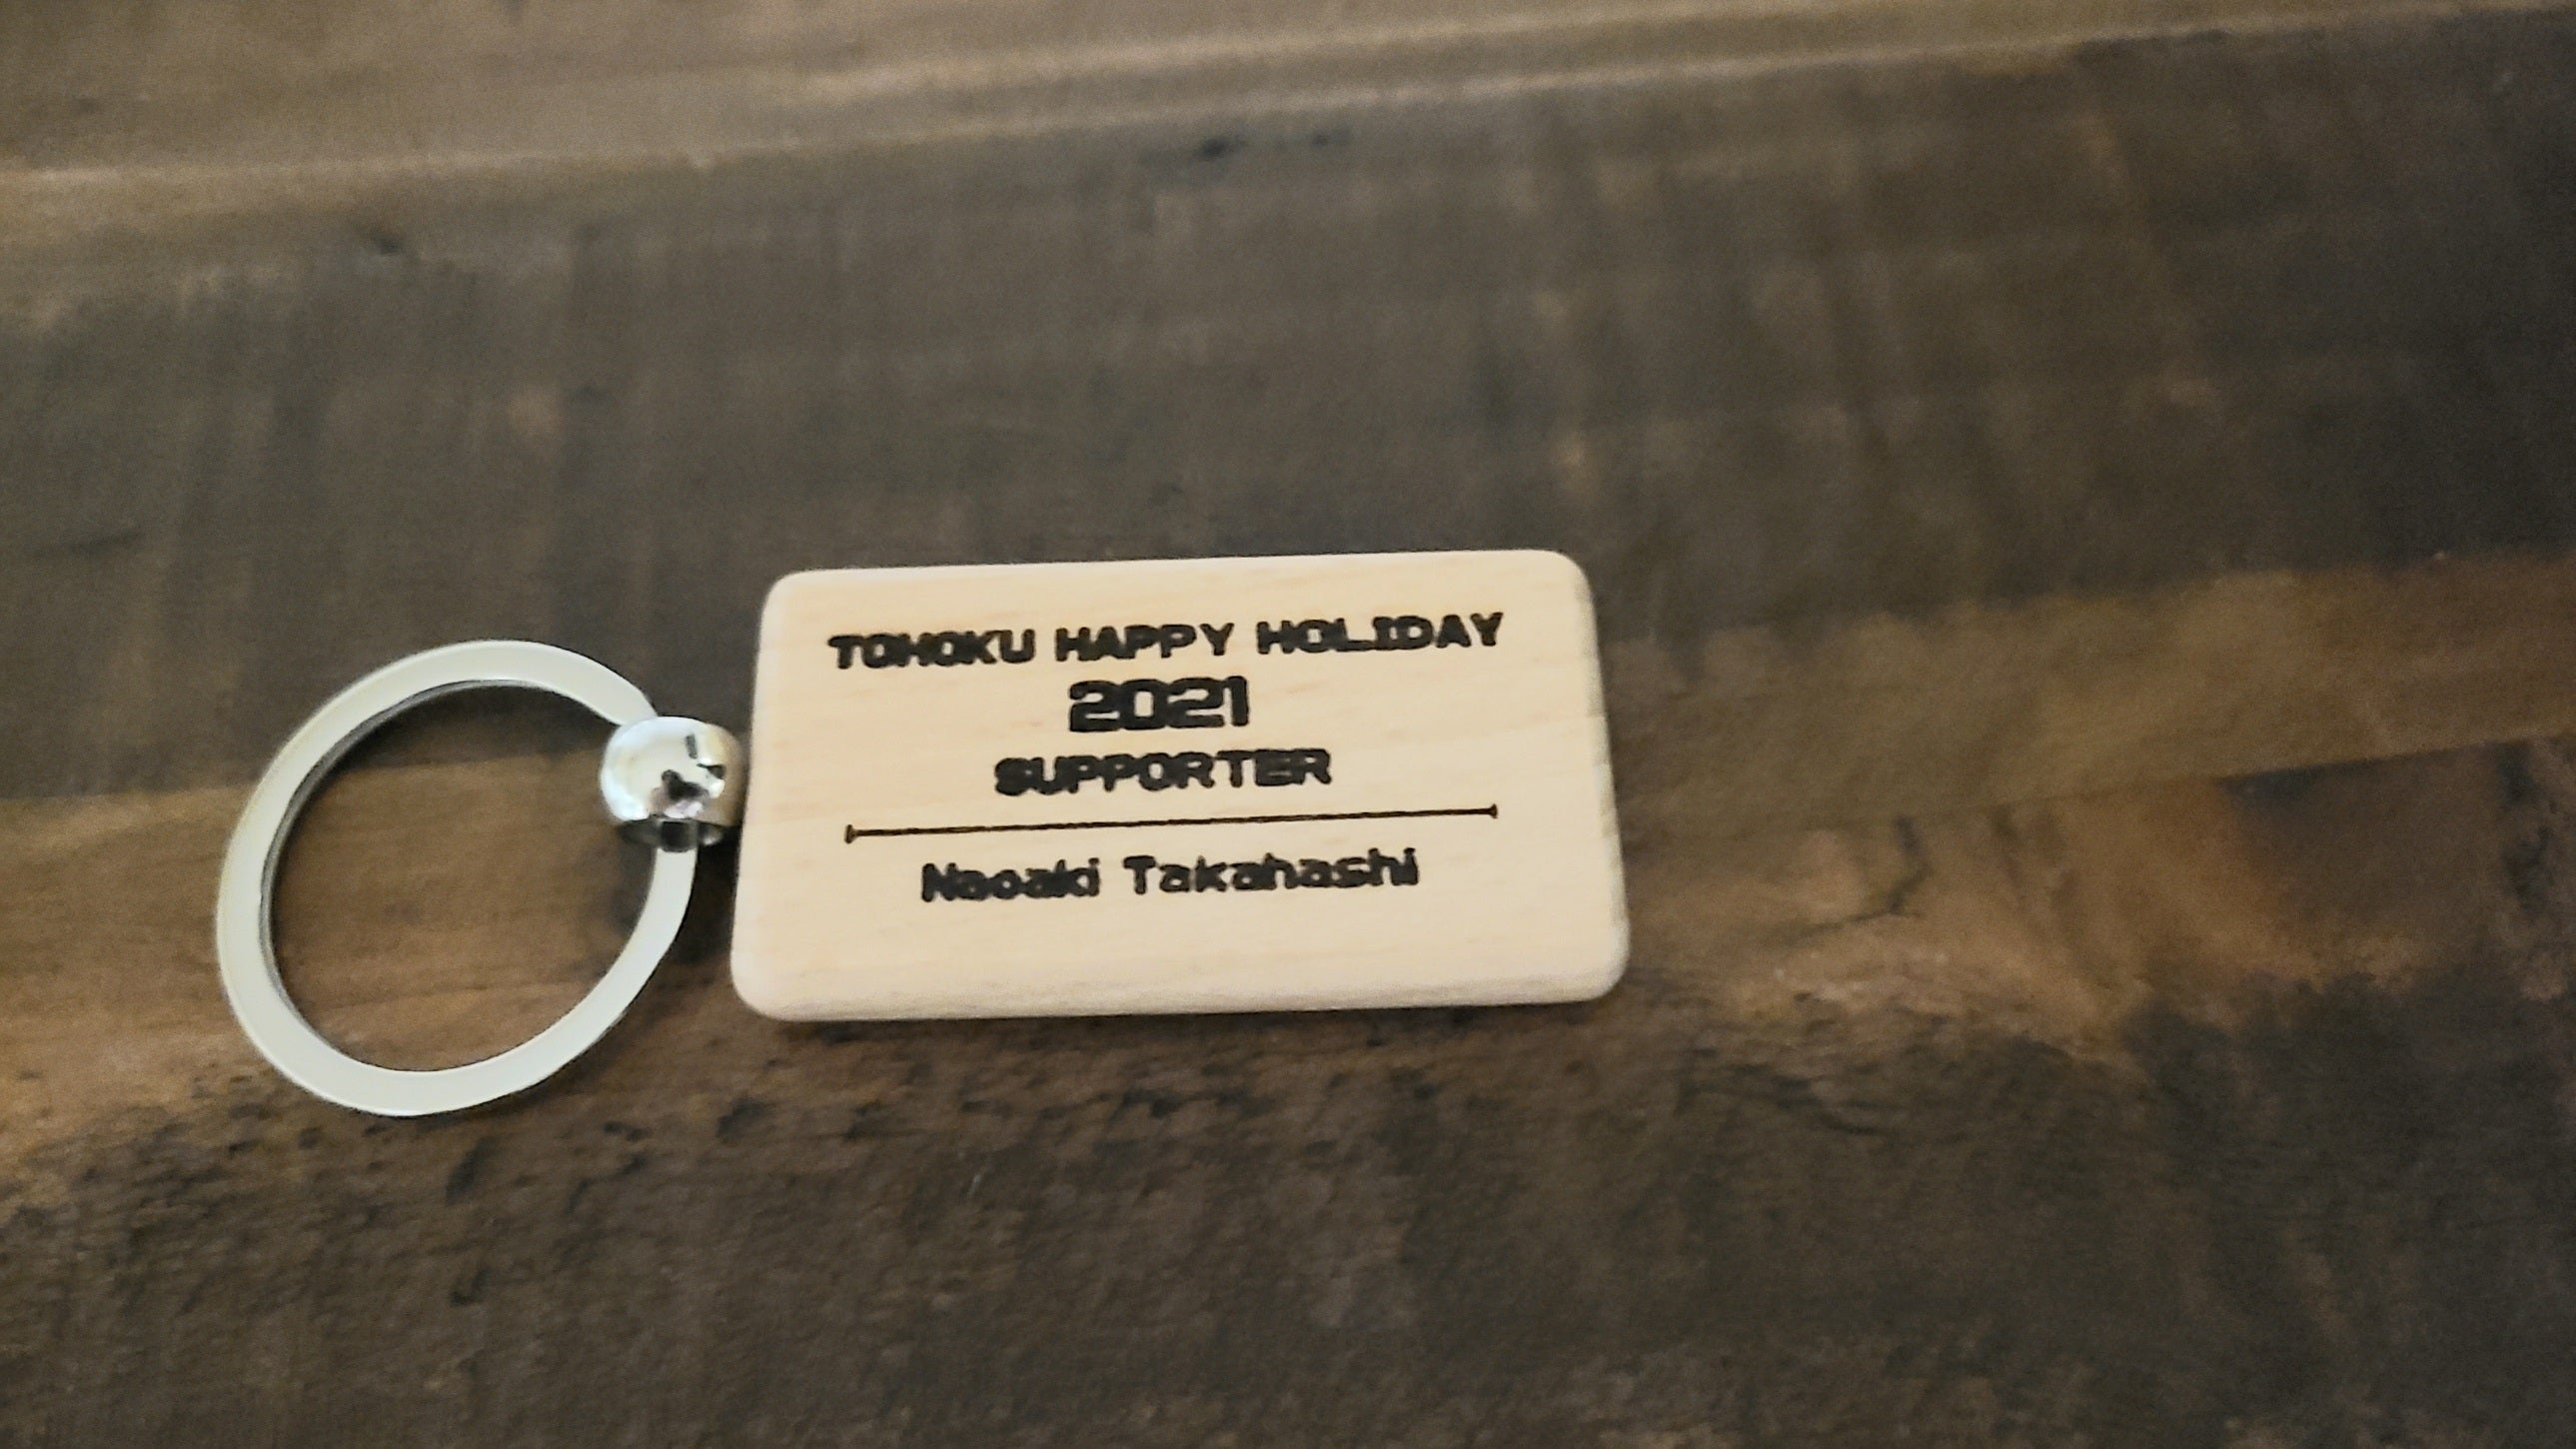 TOHOKU HAPPY HOLIDAY
2021
SUPPORTER
Naoaki Takahashi